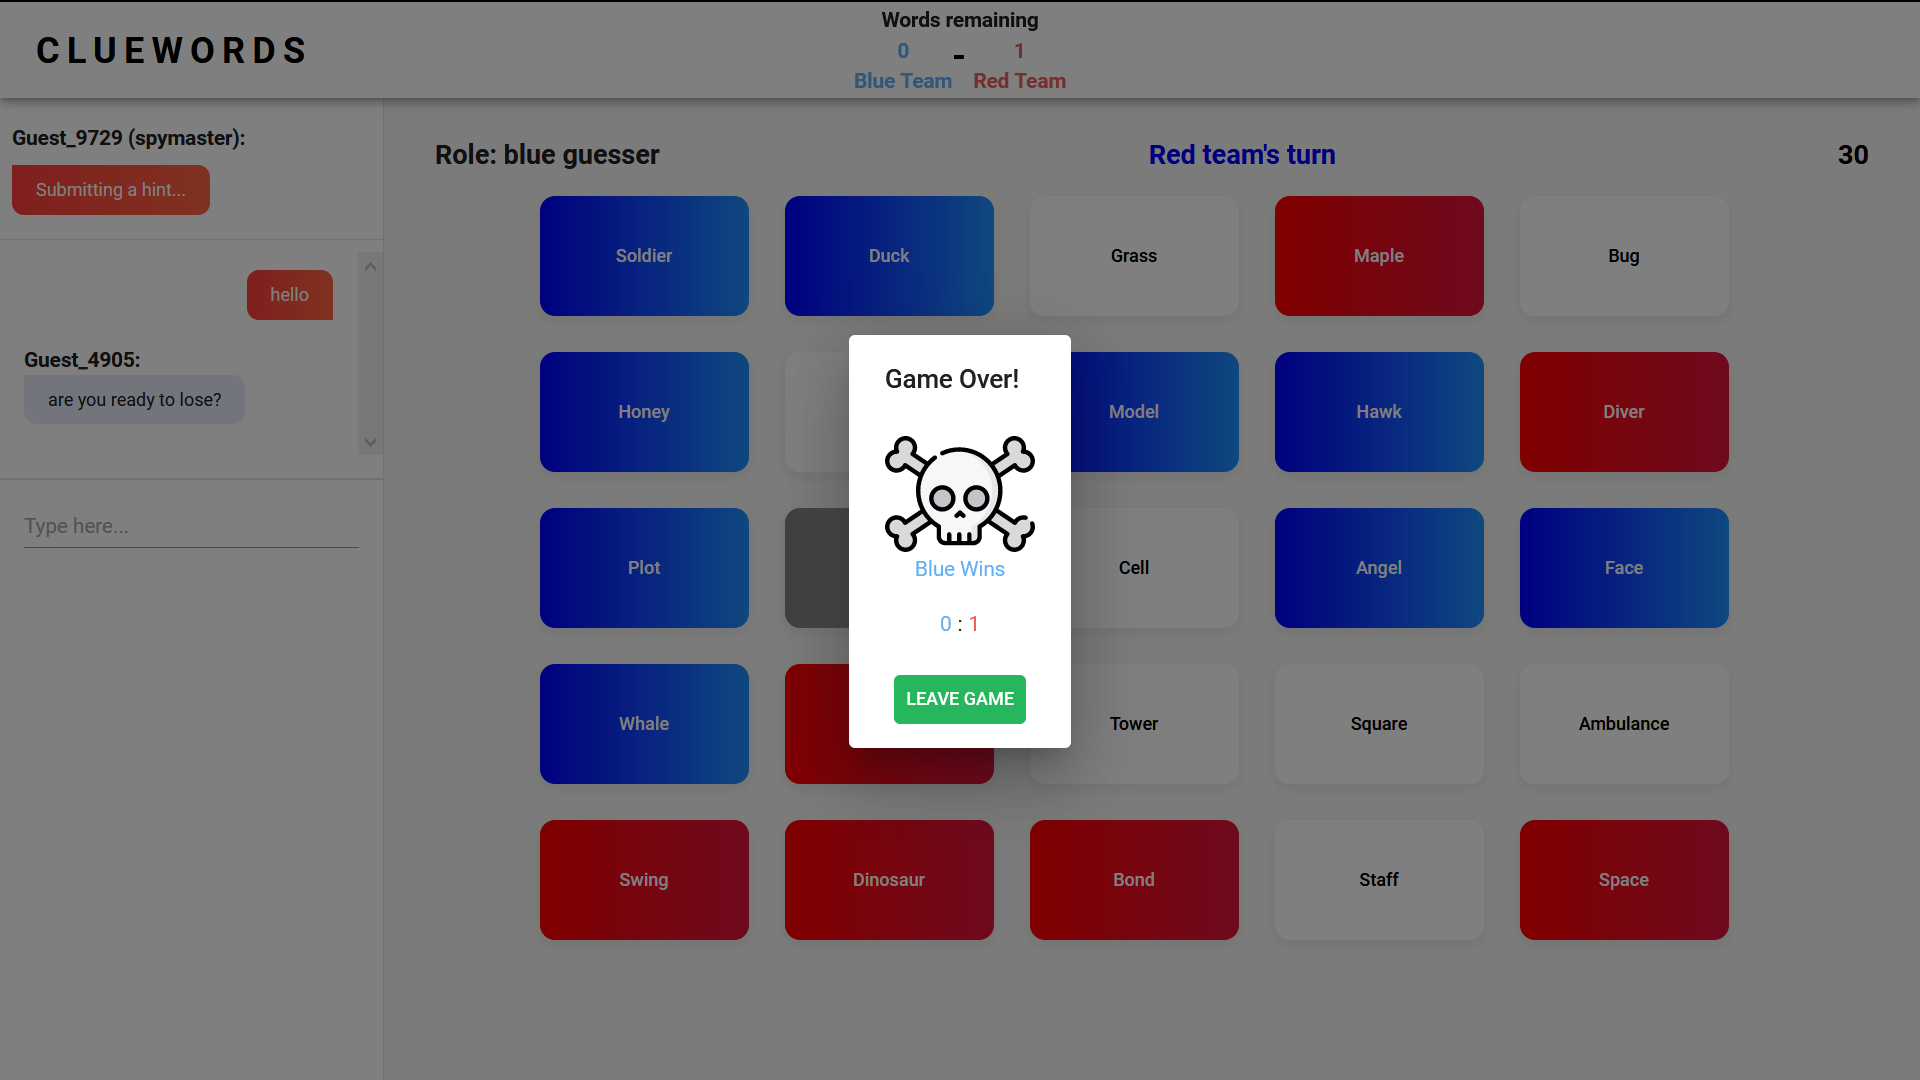 CLUEWORDS
Words remaining
0 - 1
Blue Team Red Team
Guest_9729 (spymaster):
Submitting a hint...
hello
Guest_4905:
are you ready to lose?
Type here...
Role: blue guesser
Red team's turn
30
Soldier
Duck
Grass
Maple
Bug
Honey
Model
Hawk
Diver
Plot
Cell
Angel
Face
Whale
Tower
Square
Ambulance
Swing
Dinosaur
Bond
Staff
Space
Game Over!
Blue Wins
0 : 1
LEAVE GAME